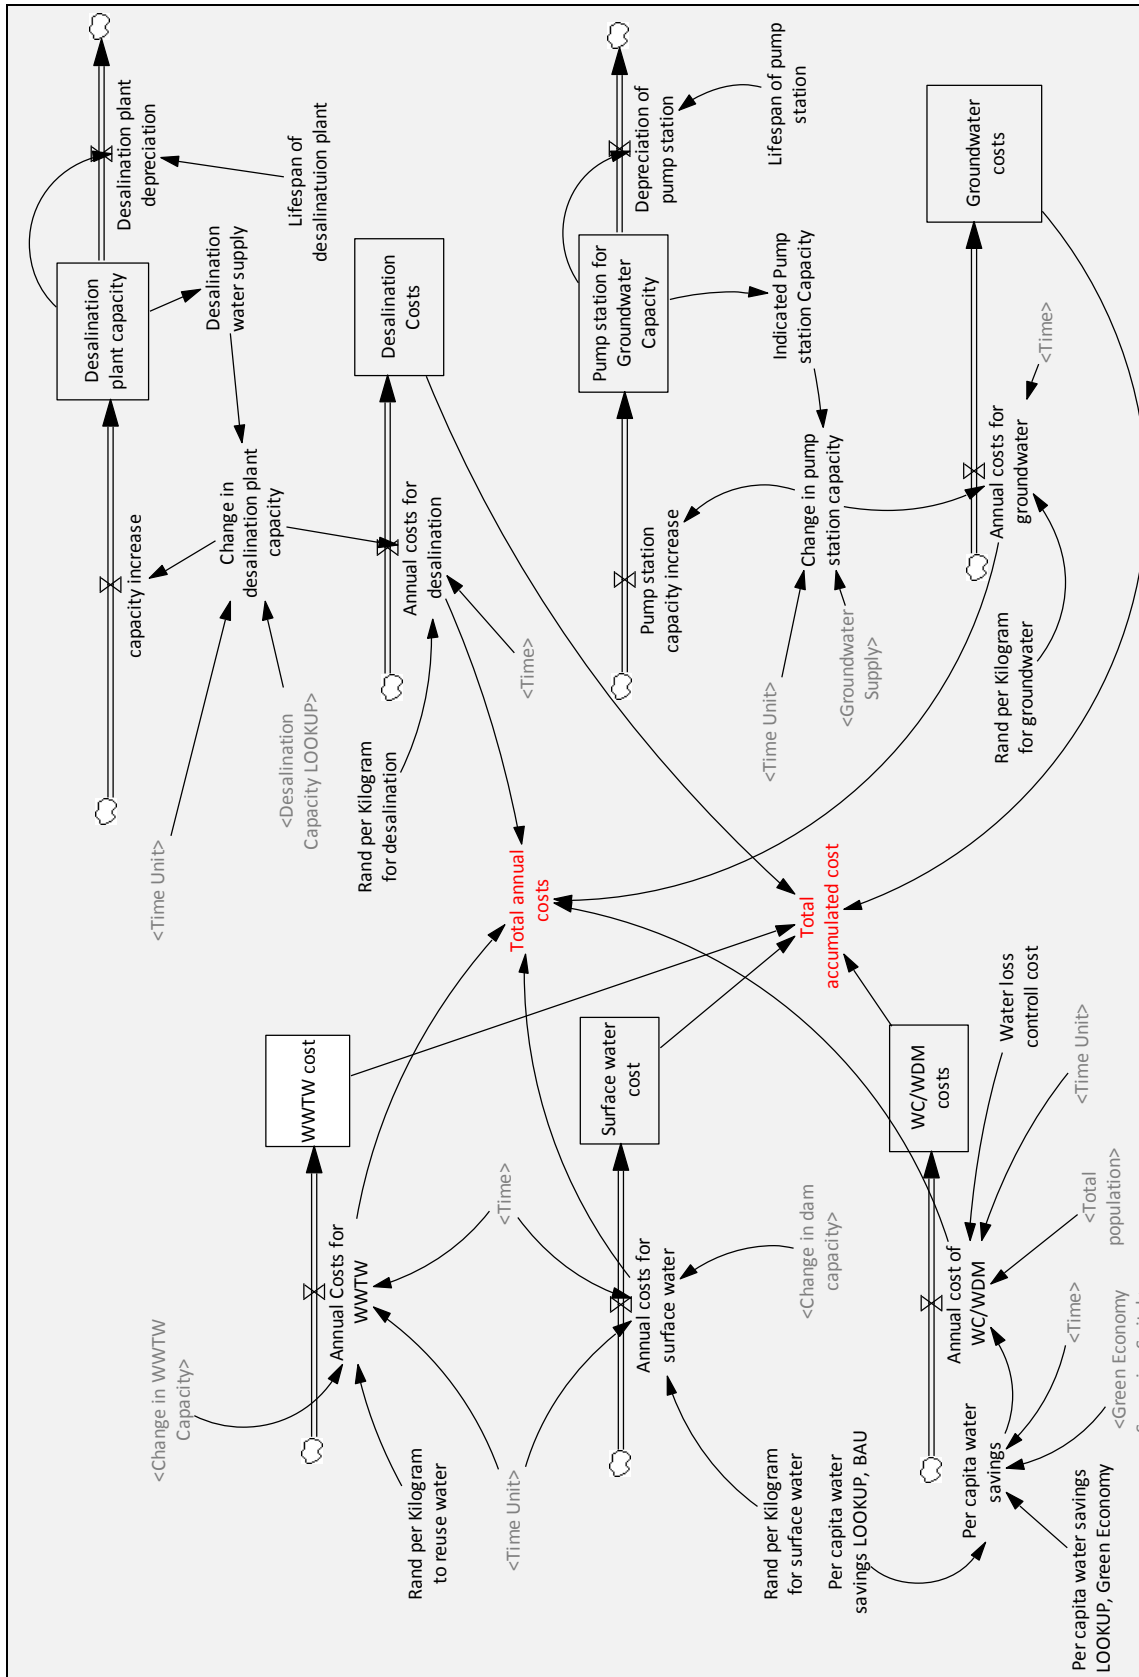 <Change in WWTW
Capacity>
Annual Costs for
WWTW
WWTW cost
Rand per Kilogram
to reuse water
<Time>
<Time Unit>
Annual costs for
surface water
Surface water
cost
<Change in dam
capacity>
Rand per Kilogram
for surface water
Per capita water
savings LOOKUP, BAU
Per capita water
savings
Annual cost of
WC/WDM
WC/WDM
costs
Water loss
controll cost
<Time Unit>
<Total
population>
<Time>
<Green Economy
Per capita water savings
LOOKUP, Green Economy
Total annual
costs
Total
accumulated cost
<Time Unit>
<Desalination
Capacity LOOKUP>
capacity increase
Change in
desalination plant
capacity
Desalination
plant capacity
Desalination
water supply
Desalination plant
depreciation
Lifespan of
desalinatuion plant
Rand per Kilogram
for desalination
Annual costs for
desalination
Desalination
Costs
<Time>
Pump station
capacity increase
Pump station for
Groundwater
Capacity
Depreciation of
pump station
Lifespan of pump
station
Indicated Pump
station Capacity
Change in pump
station capacity
<Time Unit>
<Groundwater
Supply>
Rand per Kilogram
for groundwater
Annual costs for
groundwater
<Time>
Groundwater
costs